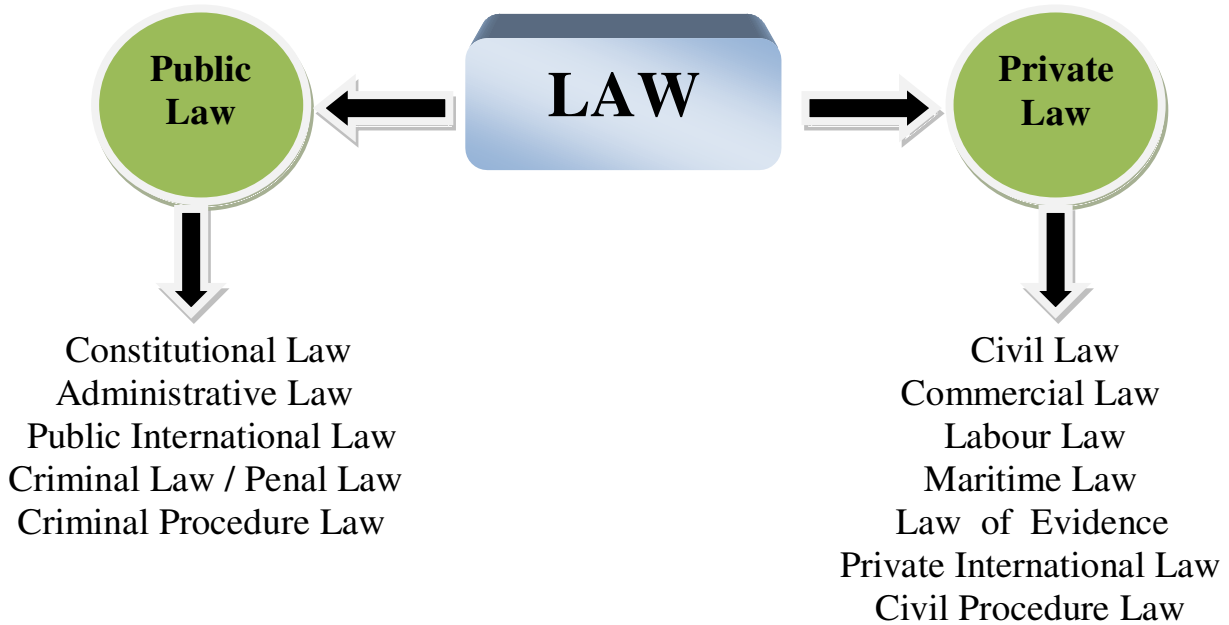 LAW
Public
Law
Private
Law
Constitutional Law
Administrative Law
Public International Law
Criminal Law / Penal Law
Criminal Procedure Law
Civil Law
Commercial Law
Labour Law
Maritime Law
Law of Evidence
Private International Law
Civil Procedure Law